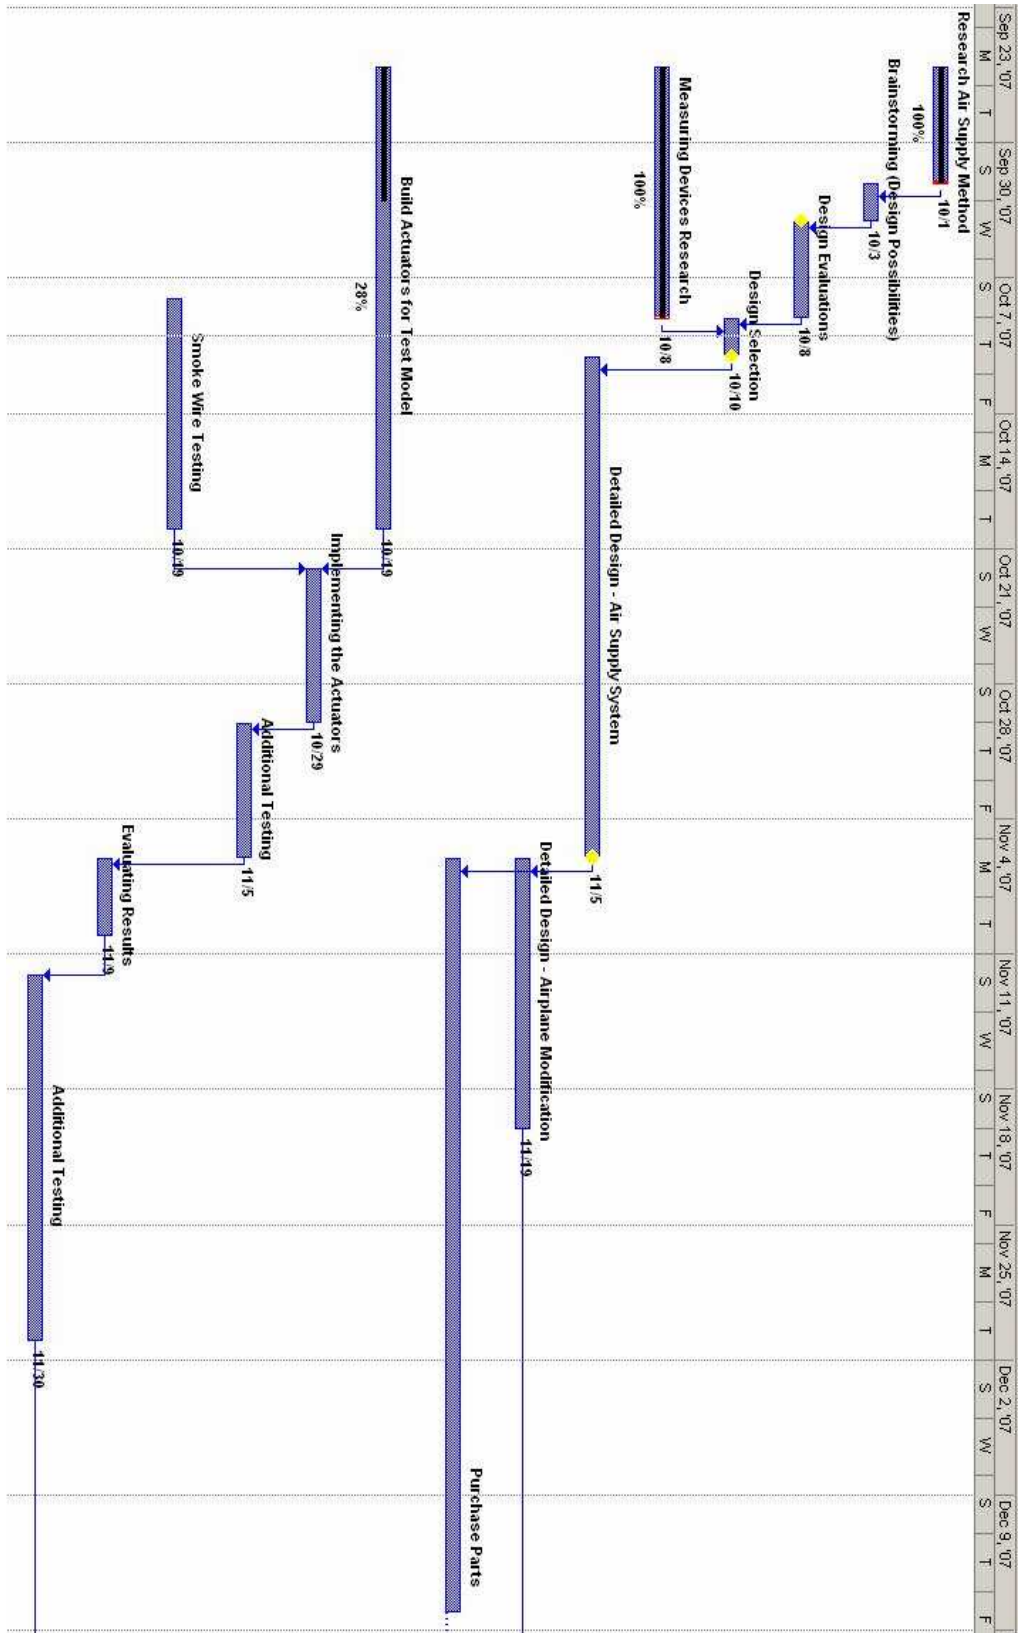 Sep 23, '07 Sep 30, '07 Oct 7, '07 Oct 14, '07 Oct 21, '07 Oct 28, '07 Nov 4, '07 Nov 11, '07 Nov 18, '07 Nov 25, '07 Dec 2, '07 Dec 9, '07
M T S W S T F M T S W S T F M T S W S T F M T S W S T F
Research Air Supply Method
100%
10/1
Brainstorming (Design Possibilities)
10/3
Design Evaluations
10/8
Design Selection
10/10
Measuring Devices Research
100%
10/8
Detailed Design - Air Supply System
11/5
Detailed Design - Airplane Modification
11/19
Purchase Parts
Build Actuators for Test Model
28%
10/19
Implementing the Actuators
10/29
Additional Testing
11/5
Smoke Wire Testing
10/19
Evaluating Results
11/9
Additional Testing
11/30